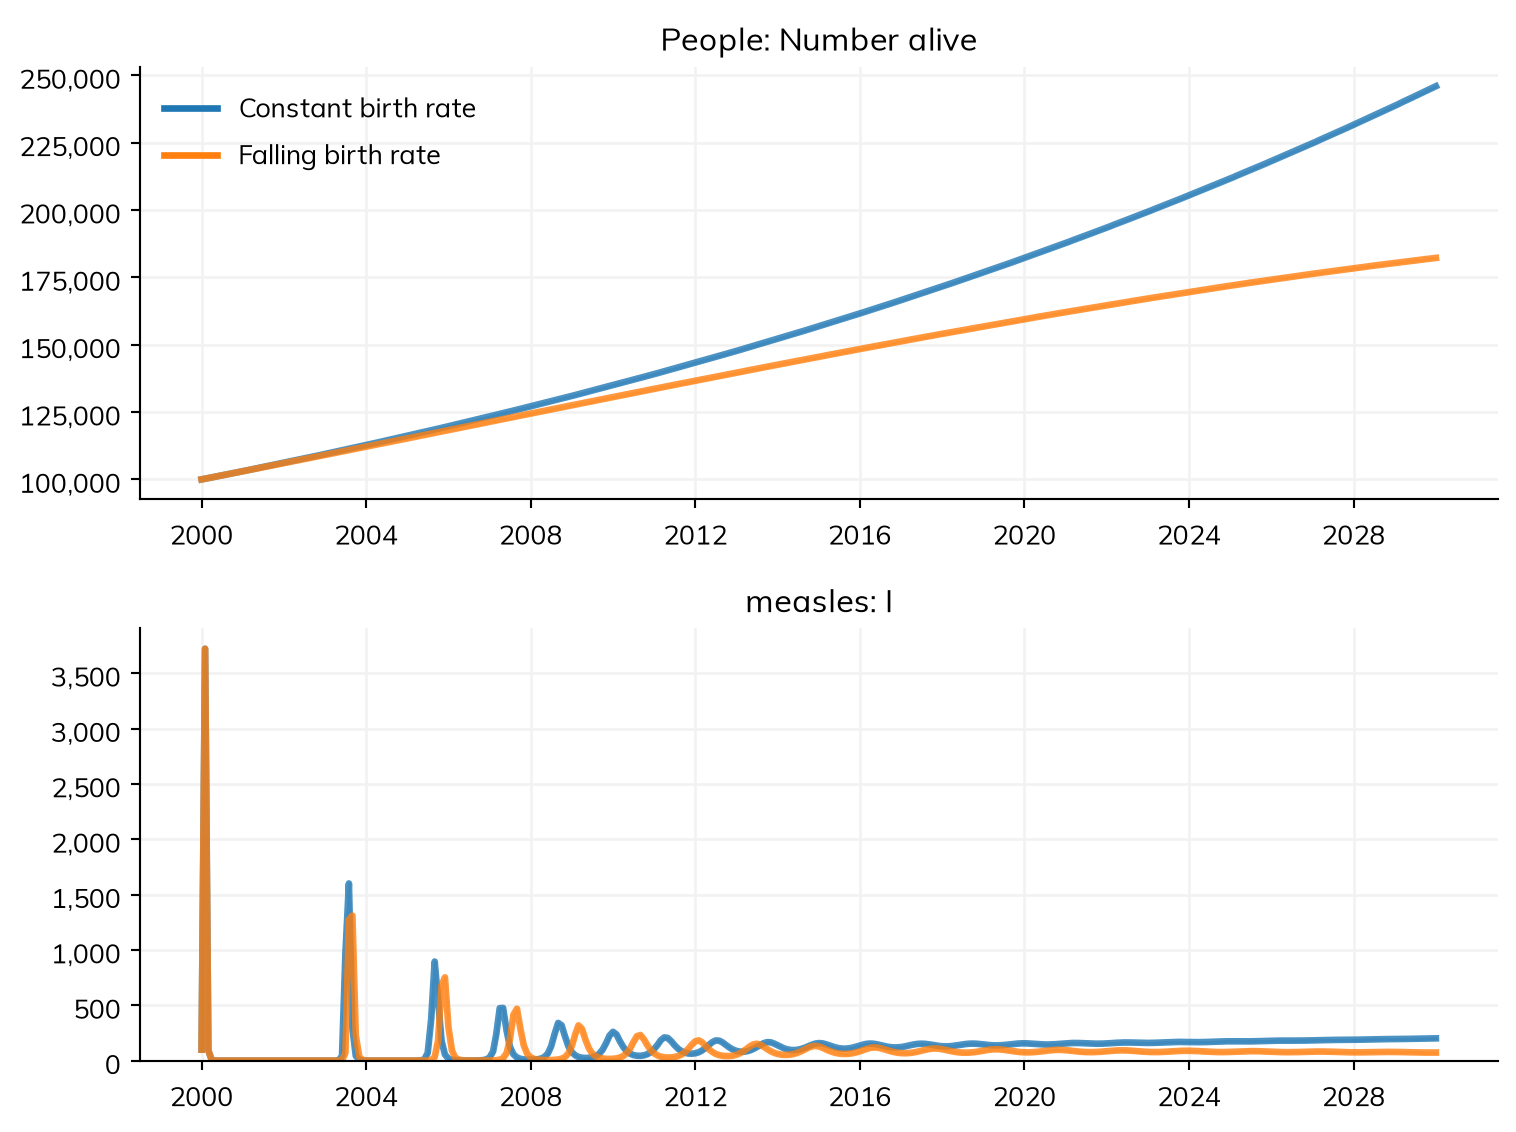 People: Number alive
250,000
225,000
200,000
175,000
150,000
125,000
100,000
Constant birth rate
Falling birth rate
2000 2004 2008 2012 2016 2020 2024 2028
measles: I
3,500
3,000
2,500
2,000
1,500
1,000
500
0
2000 2004 2008 2012 2016 2020 2024 2028